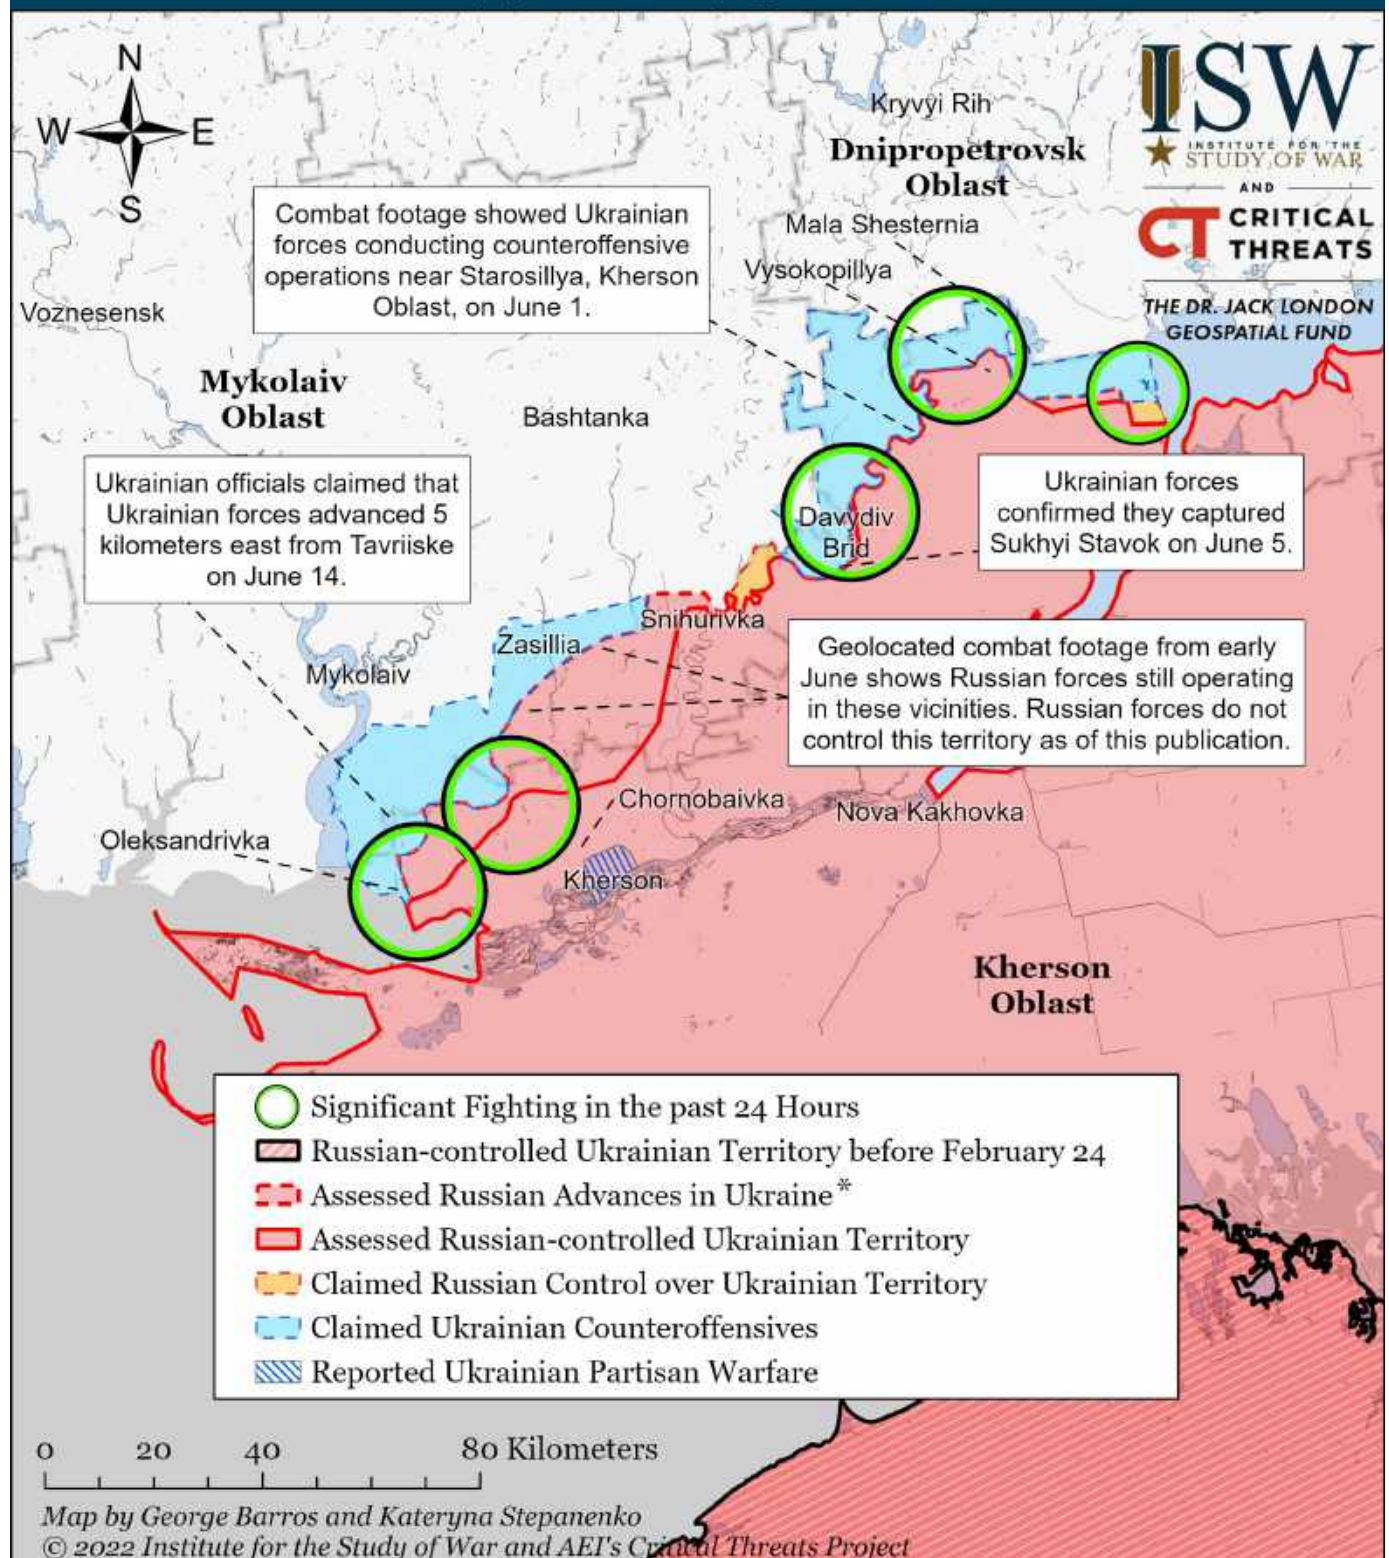 N
W E
S
ISW
INSTITUTE FOR THE
STUDY OF WAR
AND
CT CRITICAL
THREATS
THE DR. JACK LONDON
GEOSPATIAL FUND
Kryvyi Rih
Dnipropetrovsk
Oblast
Mala Shesternia
Vysokopillya
Combat footage showed Ukrainian
forces conducting counteroffensive
operations near Starosillya, Kherson
Oblast, on June 1.
Voznesensk
Mykolaiv
Oblast
Bashtanka
Ukrainian officials claimed that
Ukrainian forces advanced 5
kilometers east from Tavriiske
on June 14.
Davydiv
Brid
Ukrainian forces
confirmed they captured
Sukhyi Stavok on June 5.
Snihurivka
Zasillia
Mykolaiv
Geolocated combat footage from early
June shows Russian forces still operating
in these vicinities. Russian forces do not
control this territory as of this publication.
Chornobaivka
Nova Kakhovka
Oleksandrivka
Kherson
Kherson
Oblast
Significant Fighting in the past 24 Hours
Russian-controlled Ukrainian Territory before February 24
Assessed Russian Advances in Ukraine*
Assessed Russian-controlled Ukrainian Territory
Claimed Russian Control over Ukrainian Territory
Claimed Ukrainian Counteroffensives
Reported Ukrainian Partisan Warfare
0 20 40 80 Kilometers
Map by George Barros and Kateryna Stepanenko
© 2022 Institute for the Study of War and AEI's Critical Threats Project